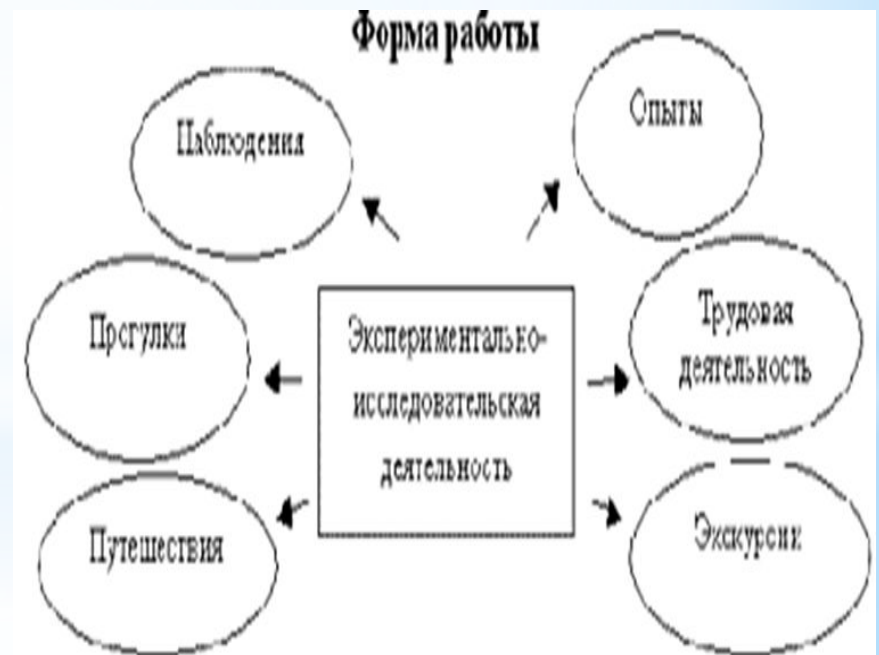 Форма работы
Наблюдения
Опыты
Прогулки
Экспериментально-
исследовательская
деятельность
Трудовая
деятельность
Путешествия
Экскурсии